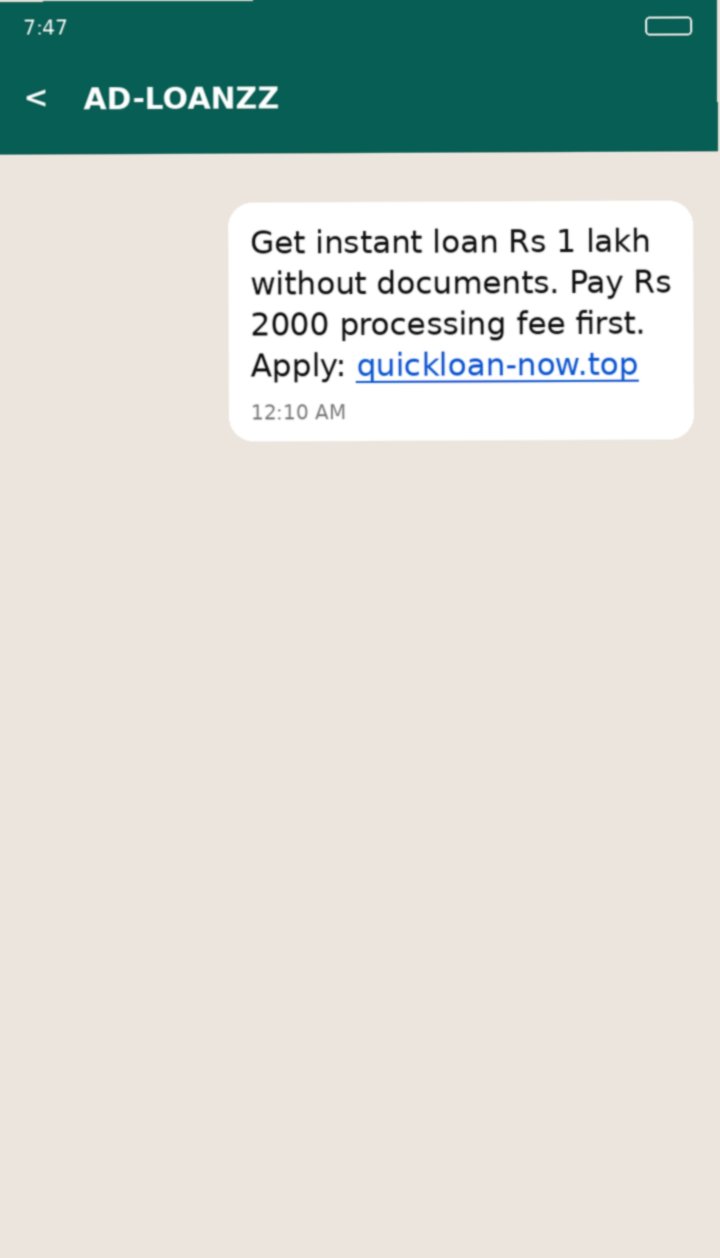 7:47
< AD-LOANZZ
Get instant loan Rs 1 lakh
without documents. Pay Rs
2000 processing fee first.
Apply: quickloan-now.top
12:10 AM